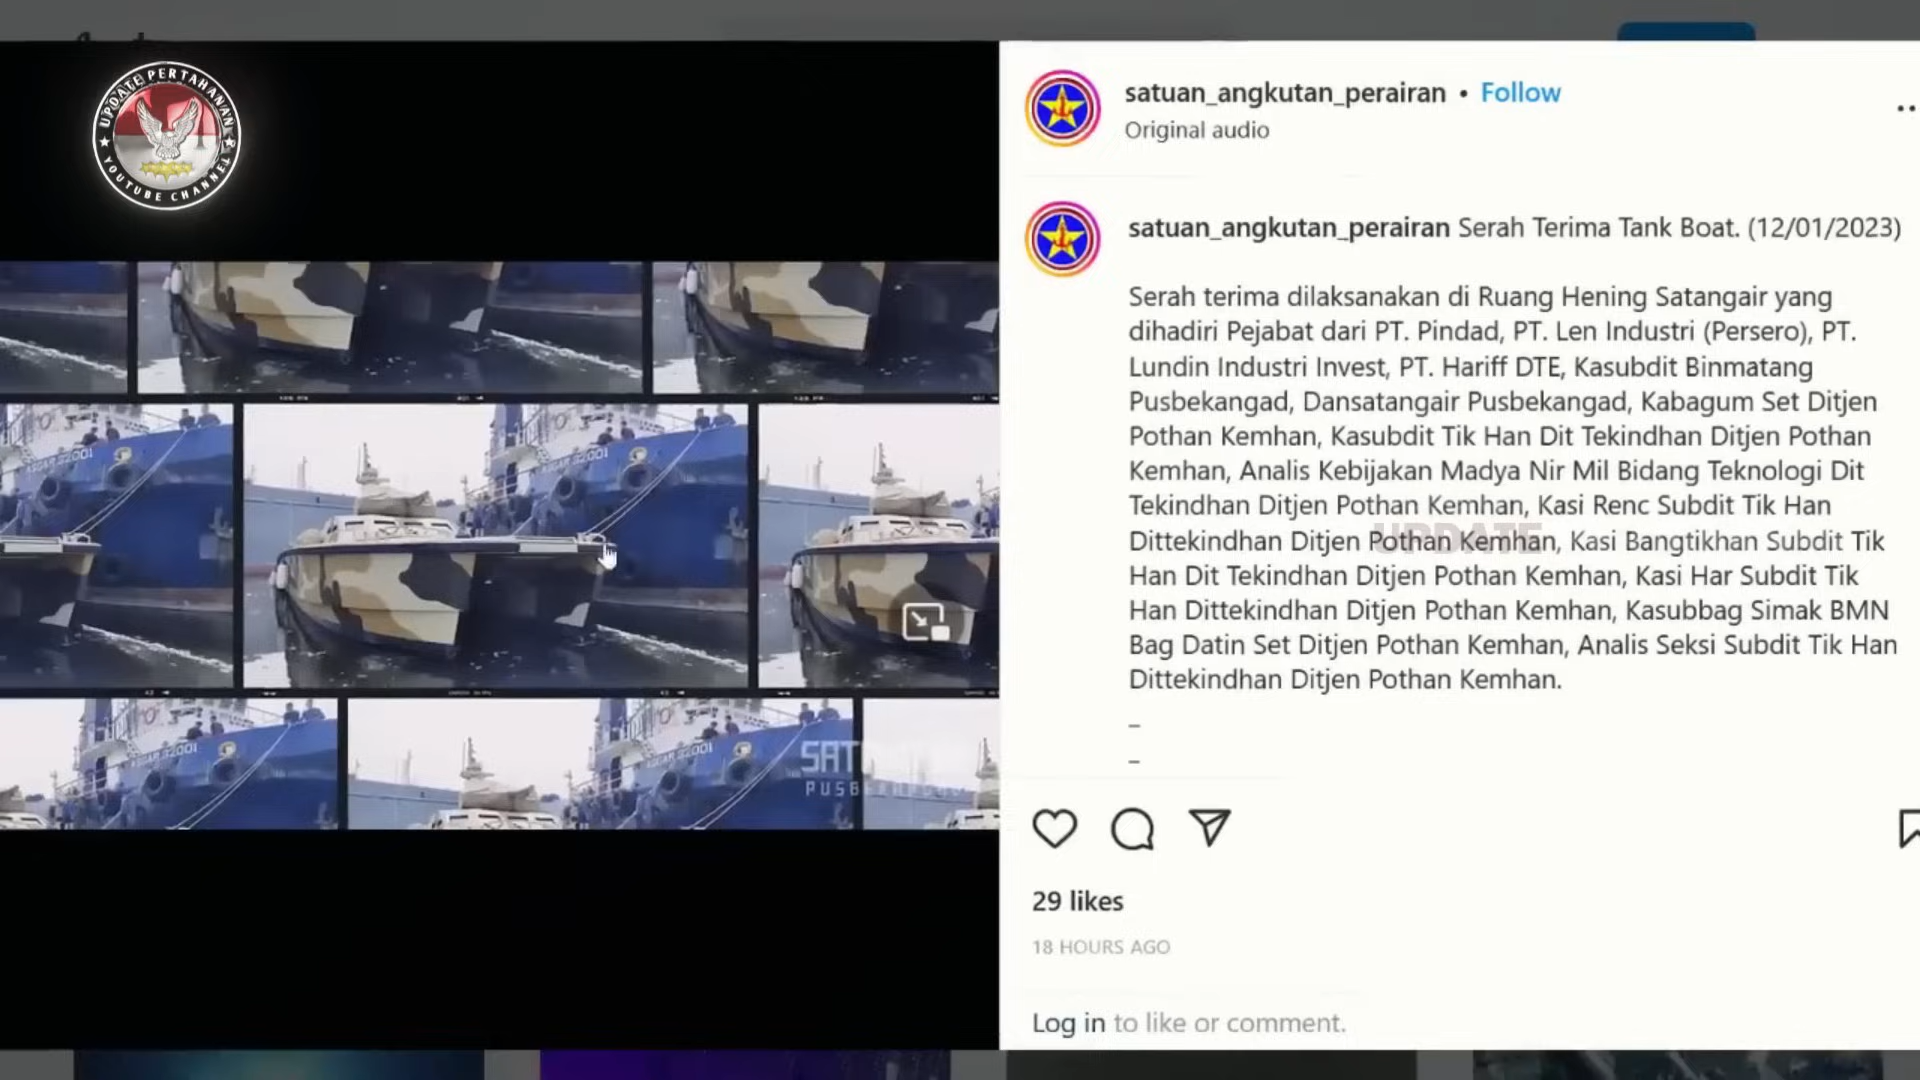 UPDATE PERTAHANAN
YOUTUBE CHANNEL
satuan_angkutan_perairan • Follow
Original audio
satuan_angkutan_perairan Serah Terima Tank Boat. (12/01/2023)
Serah terima dilaksanakan di Ruang Hening Satangair yang
dihadiri Pejabat dari PT. Pindad, PT. Len Industri (Persero), PT.
Lundin Industri Invest, PT. Hariff DTE, Kasubdit Binmatang
Pusbekangad, Dansatangair Pusbekangad, Kabagum Set Ditjen
Pothan Kemhan, Kasubdit Tik Han Dit Tekindhan Ditjen Pothan
Kemhan, Analis Kebijakan Madya Nir Mil Bidang Teknologi Dit
Tekindhan Ditjen Pothan Kemhan, Kasi Renc Subdit Tik Han
Dittekindhan Ditjen Pothan Kemhan, Kasi Bangtikhan Subdit Tik
Han Dit Tekindhan Ditjen Pothan Kemhan, Kasi Har Subdit Tik
Han Dittekindhan Ditjen Pothan Kemhan, Kasubbag Simak BMN
Bag Datin Set Ditjen Pothan Kemhan, Analis Seksi Subdit Tik Han
Dittekindhan Ditjen Pothan Kemhan.
–
–
UPDATE
29 likes
18 HOURS AGO
Log in to like or comment.